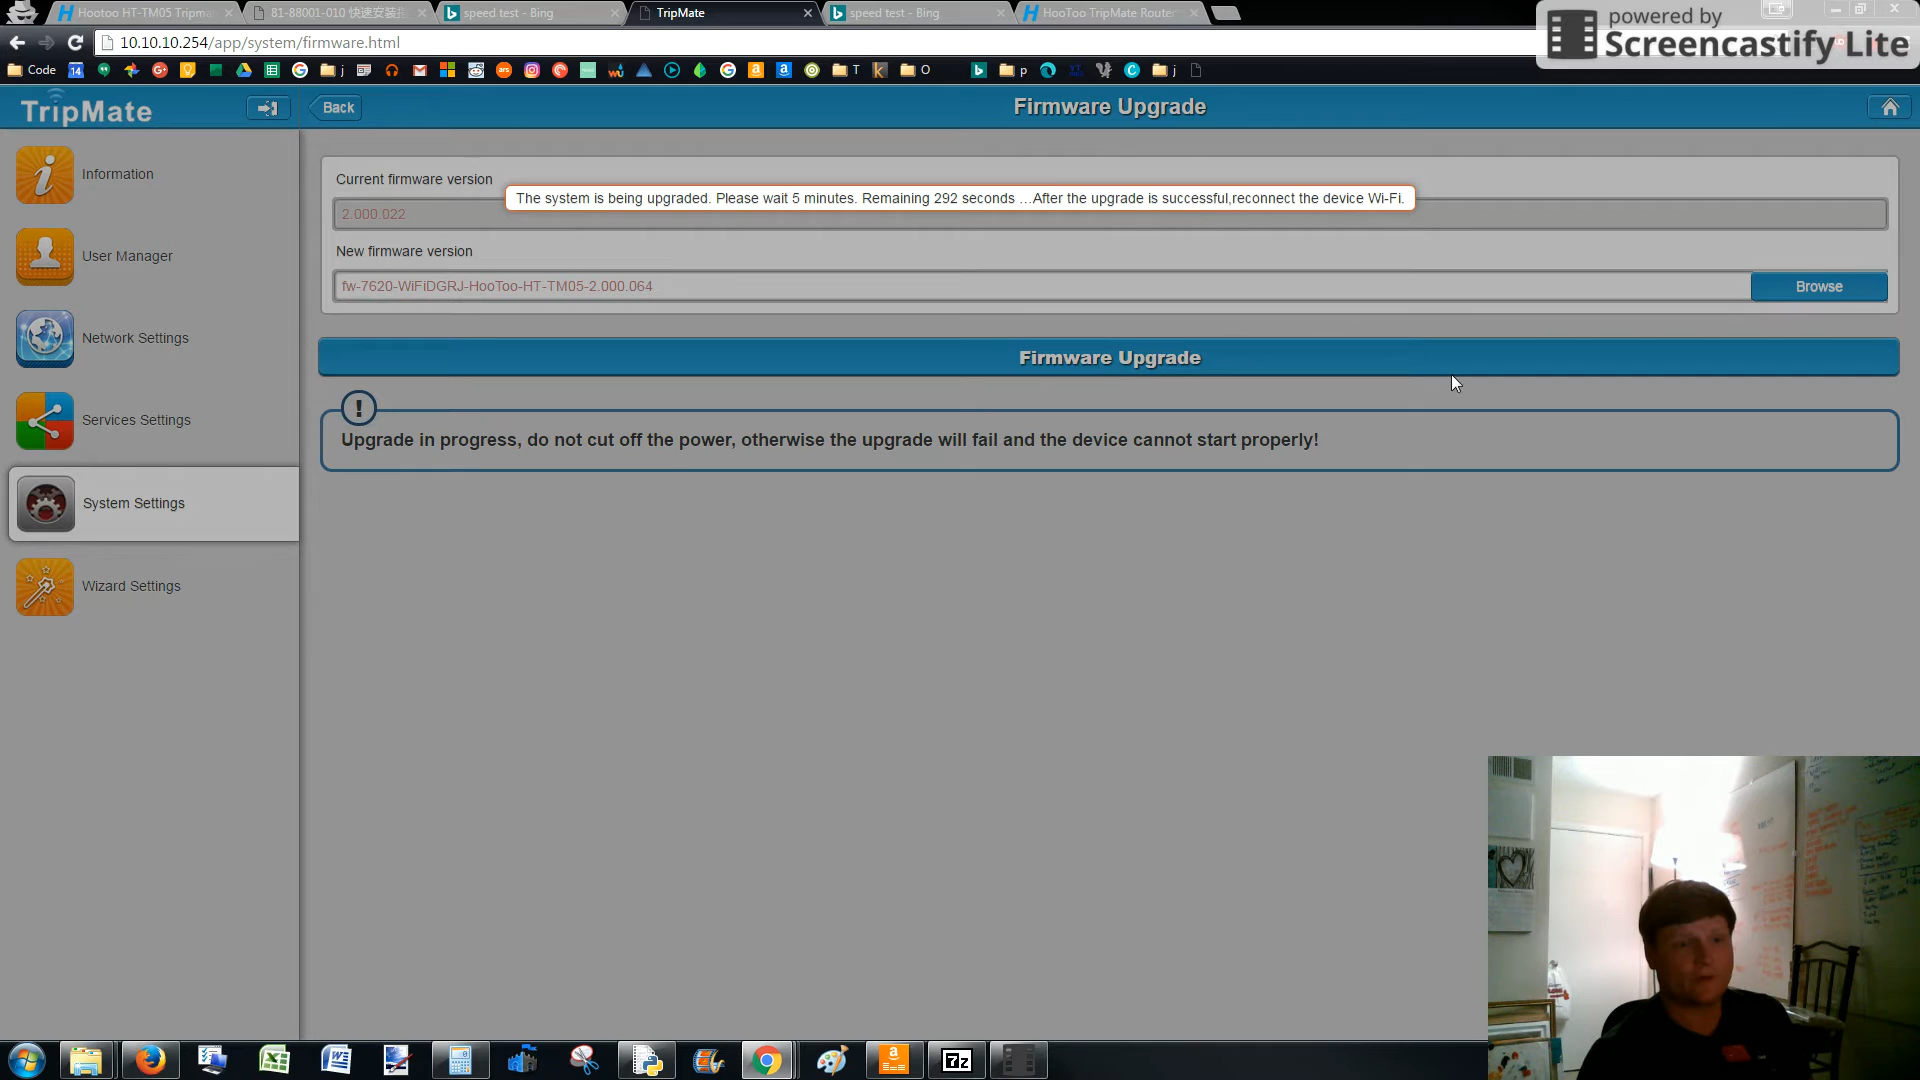 Hootoo HT-TM05 Tripma
81-88001-010 快速安装指
speed test - Bing
TripMate
speed test - Bing
HooToo TripMate Router
powered by
Screencastify Lite
10.10.10.254/app/system/firmware.html
Code
14
j
T
O
p
j
TripMate
Back
Firmware Upgrade
Information
User Manager
Network Settings
Services Settings
System Settings
Wizard Settings
Current firmware version
The system is being upgraded. Please wait 5 minutes. Remaining 292 seconds ...After the upgrade is successful,reconnect the device Wi-Fi.
2.000.022
New firmware version
fw-7620-WiFiDGRJ-HooToo-HT-TM05-2.000.064
Browse
Firmware Upgrade
!
Upgrade in progress, do not cut off the power, otherwise the upgrade will fail and the device cannot start properly!
7z